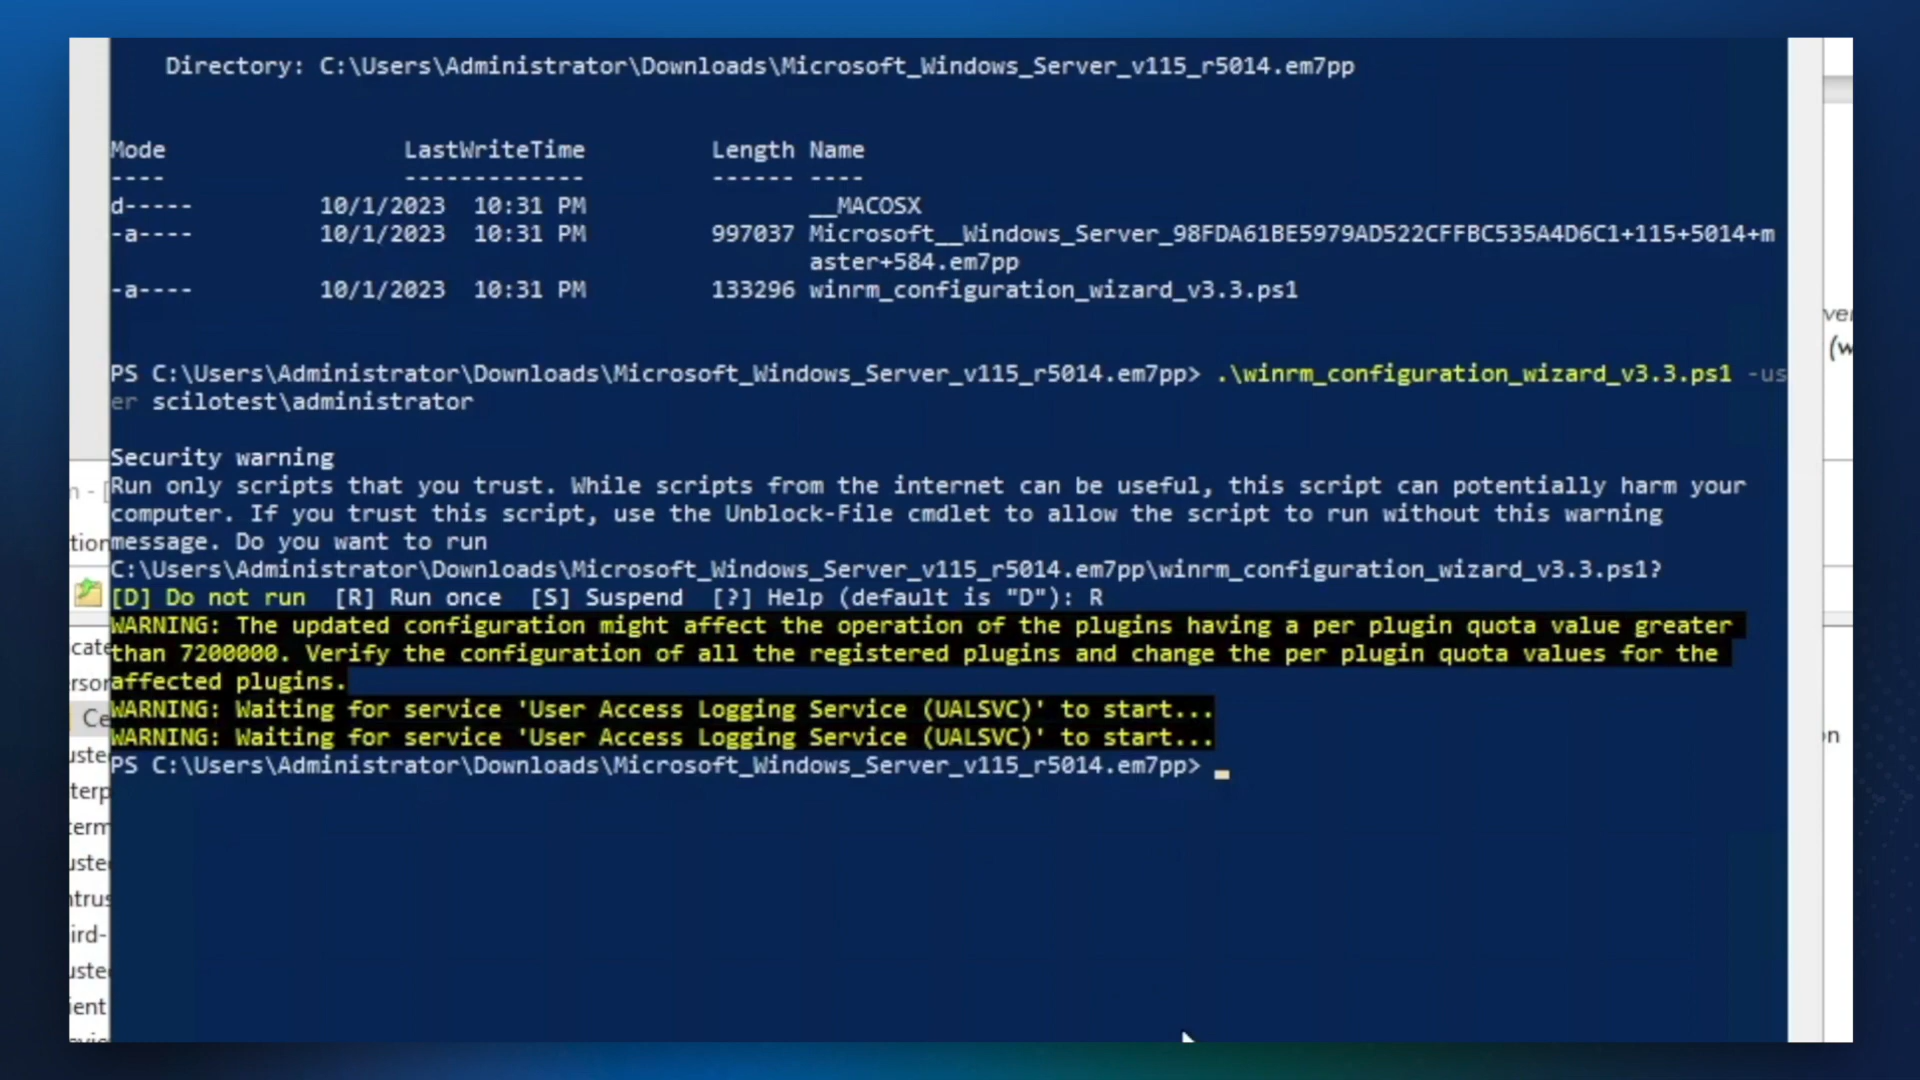 Directory: C:\Users\Administrator\Downloads\Microsoft_Windows_Server_v115_r5014.em7pp
Mode LastWriteTime Length Name
---- ------------- ------ ----
d----- 10/1/2023 10:31 PM __MACOSX
-a---- 10/1/2023 10:31 PM 997037 Microsoft__Windows_Server_98FDA61BE5979AD522CFFBC535A4D6C1+115+5014+m
aster+584.em7pp
-a---- 10/1/2023 10:31 PM 133296 winrm_configuration_wizard_v3.3.ps1
PS C:\Users\Administrator\Downloads\Microsoft_Windows_Server_v115_r5014.em7pp> .\winrm_configuration_wizard_v3.3.ps1 -us
er scilotest\administrator
Security warning
Run only scripts that you trust. While scripts from the internet can be useful, this script can potentially harm your
computer. If you trust this script, use the Unblock-File cmdlet to allow the script to run without this warning
message. Do you want to run
C:\Users\Administrator\Downloads\Microsoft_Windows_Server_v115_r5014.em7pp\winrm_configuration_wizard_v3.3.ps1?
[D] Do not run [R] Run once [S] Suspend [?] Help (default is "D"): R
WARNING: The updated configuration might affect the operation of the plugins having a per plugin quota value greater
than 7200000. Verify the configuration of all the registered plugins and change the per plugin quota values for the
affected plugins.
WARNING: Waiting for service 'User Access Logging Service (UALSVC)' to start...
WARNING: Waiting for service 'User Access Logging Service (UALSVC)' to start...
PS C:\Users\Administrator\Downloads\Microsoft_Windows_Server_v115_r5014.em7pp>